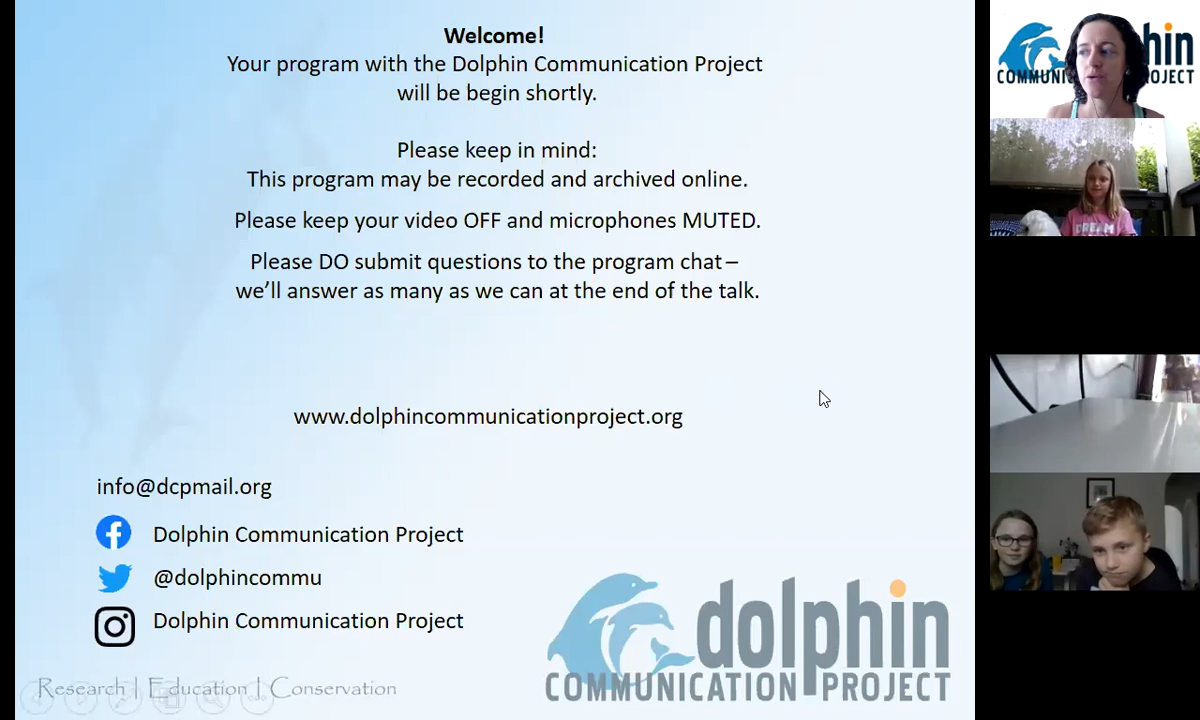 Welcome!
Your program with the Dolphin Communication Project
will be begin shortly.
Please keep in mind:
This program may be recorded and archived online.
Please keep your video OFF and microphones MUTED.
Please DO submit questions to the program chat –
we'll answer as many as we can at the end of the talk.
www.dolphincommunicationproject.org
info@dcpmail.org
Dolphin Communication Project
@dolphincommu
Dolphin Communication Project
Research | Education | Conservation
dolphin
COMMUNICATION PROJECT
DREAM